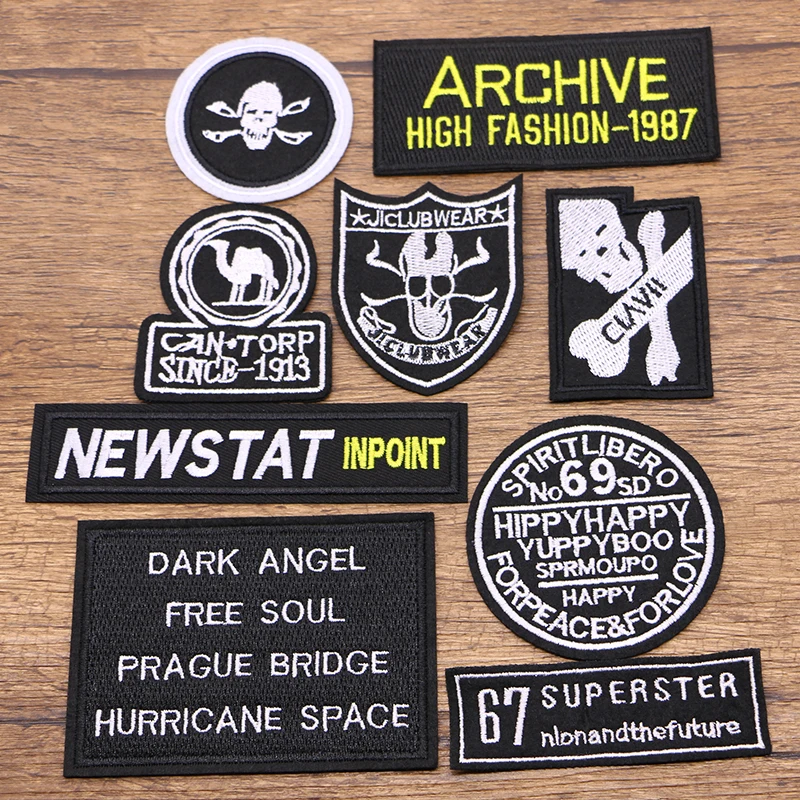 ARCHIVE
HIGH FASHION-1987
★JICLUBWEAR★
JICLUBWEAR
CAN•TORP
SINCE-1913
NEWSTAT INPOINT
SPIRITLIBERO
No69SD
HIPPYHAPPY
YUPPYBOO
SPRMOUPO
HAPPY
FORPEACE&FORLOVE
DARK ANGEL
FREE SOUL
PRAGUE BRIDGE
HURRICANE SPACE
67 SUPERSTER
nlonandthefuture